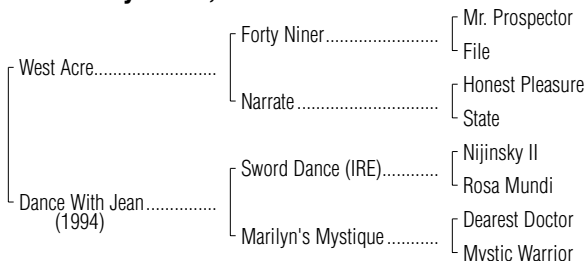 Mr. Prospector
Forty Niner
File
West Acre
Honest Pleasure
Narrate
State
Nijinsky II
Sword Dance (IRE)
Rosa Mundi
Dance With Jean
(1994)
Dearest Doctor
Marilyn's Mystique
Mystic Warrior